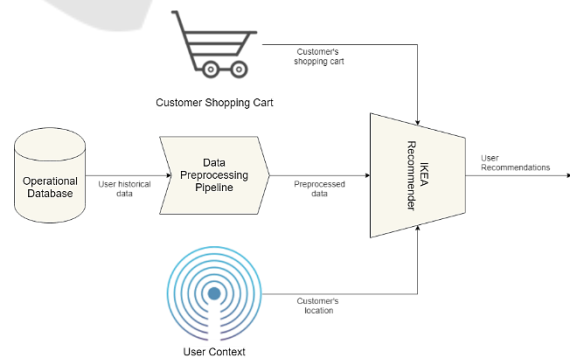 Customer's
shopping cart
Customer Shopping Cart
Operational
Database
User historical
data
Data
Preprocessing
Pipeline
Preprocessed
data
IKEA
Recommender
User
Recommendations
Customer's
location
User Context